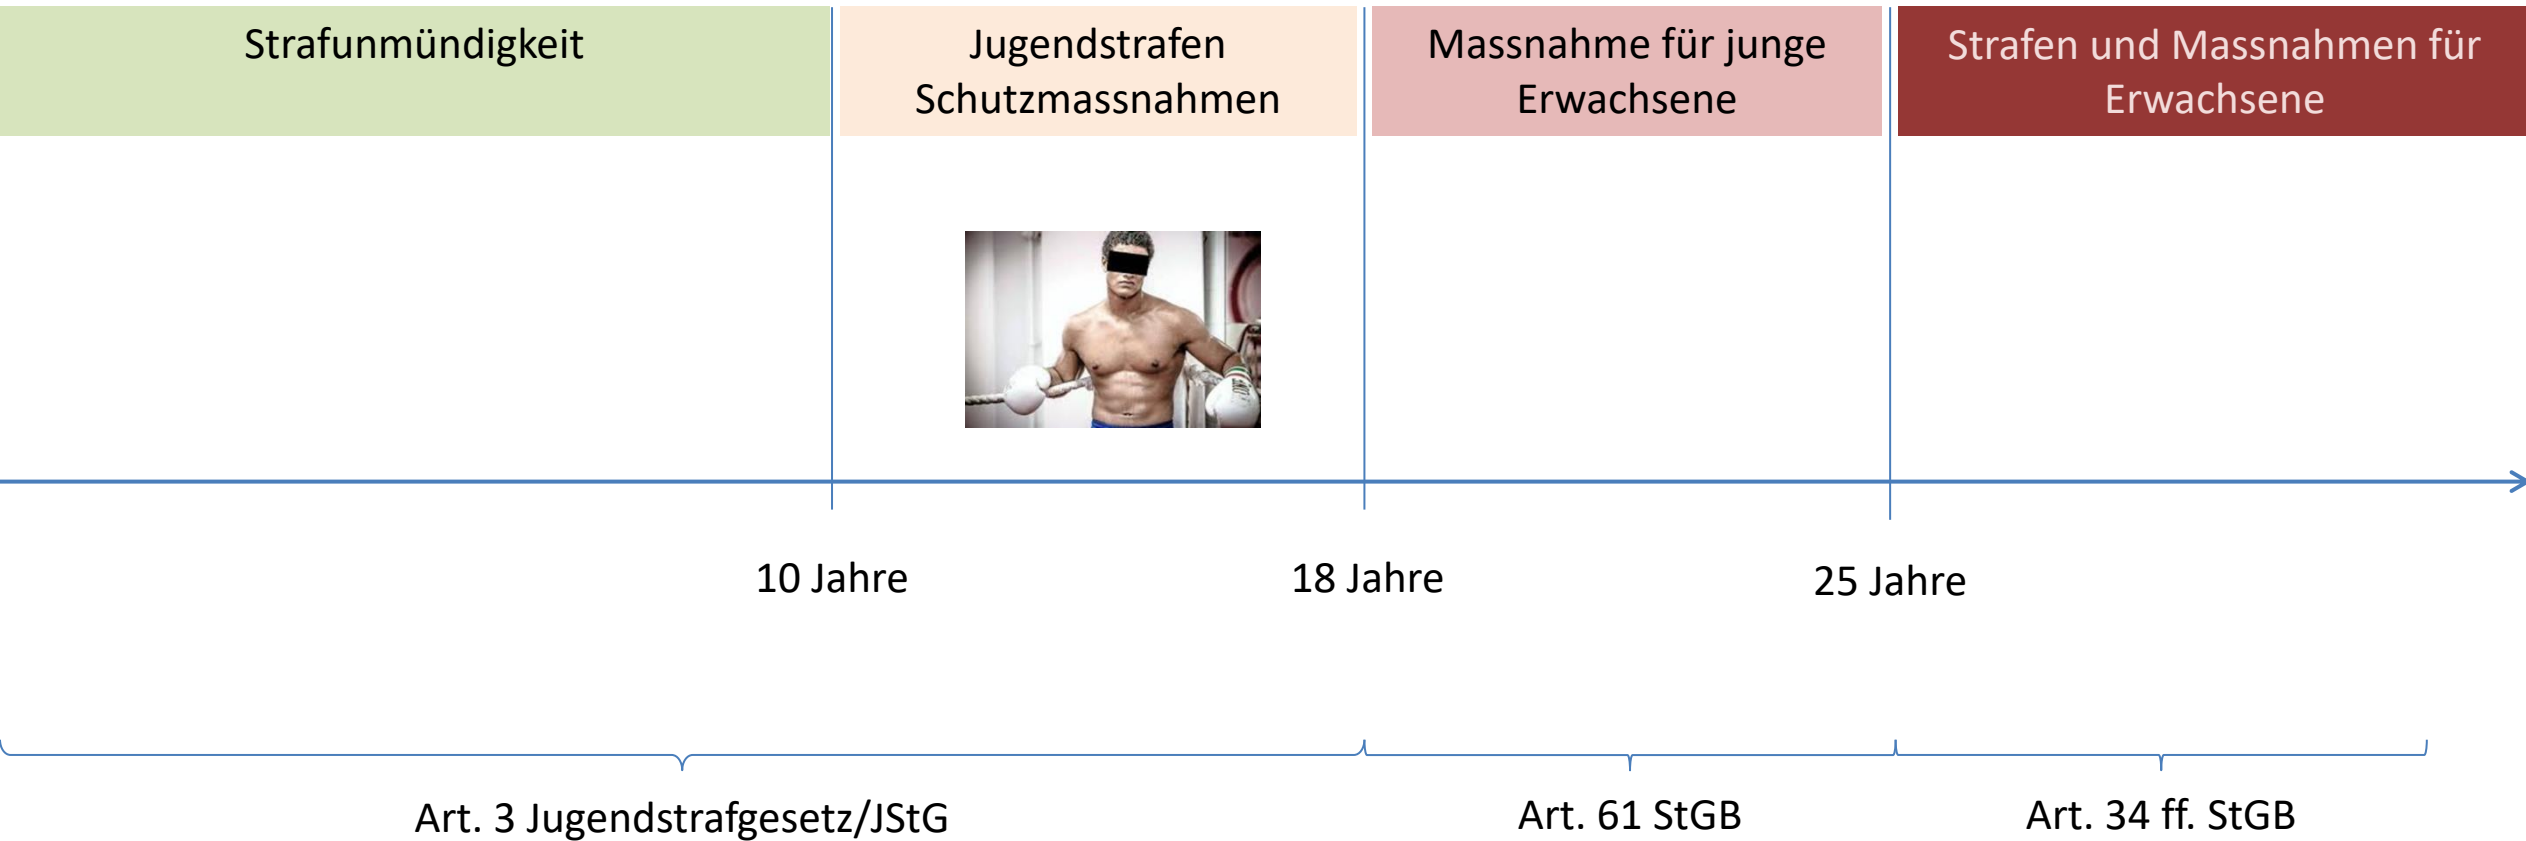 Strafunmündigkeit
Jugendstrafen
Schutzmassnahmen
Massnahme für junge
Erwachsene
Strafen und Massnahmen für
Erwachsene
10 Jahre
18 Jahre
25 Jahre
Art. 3 Jugendstrafgesetz/JStG
Art. 61 StGB
Art. 34 ff. StGB